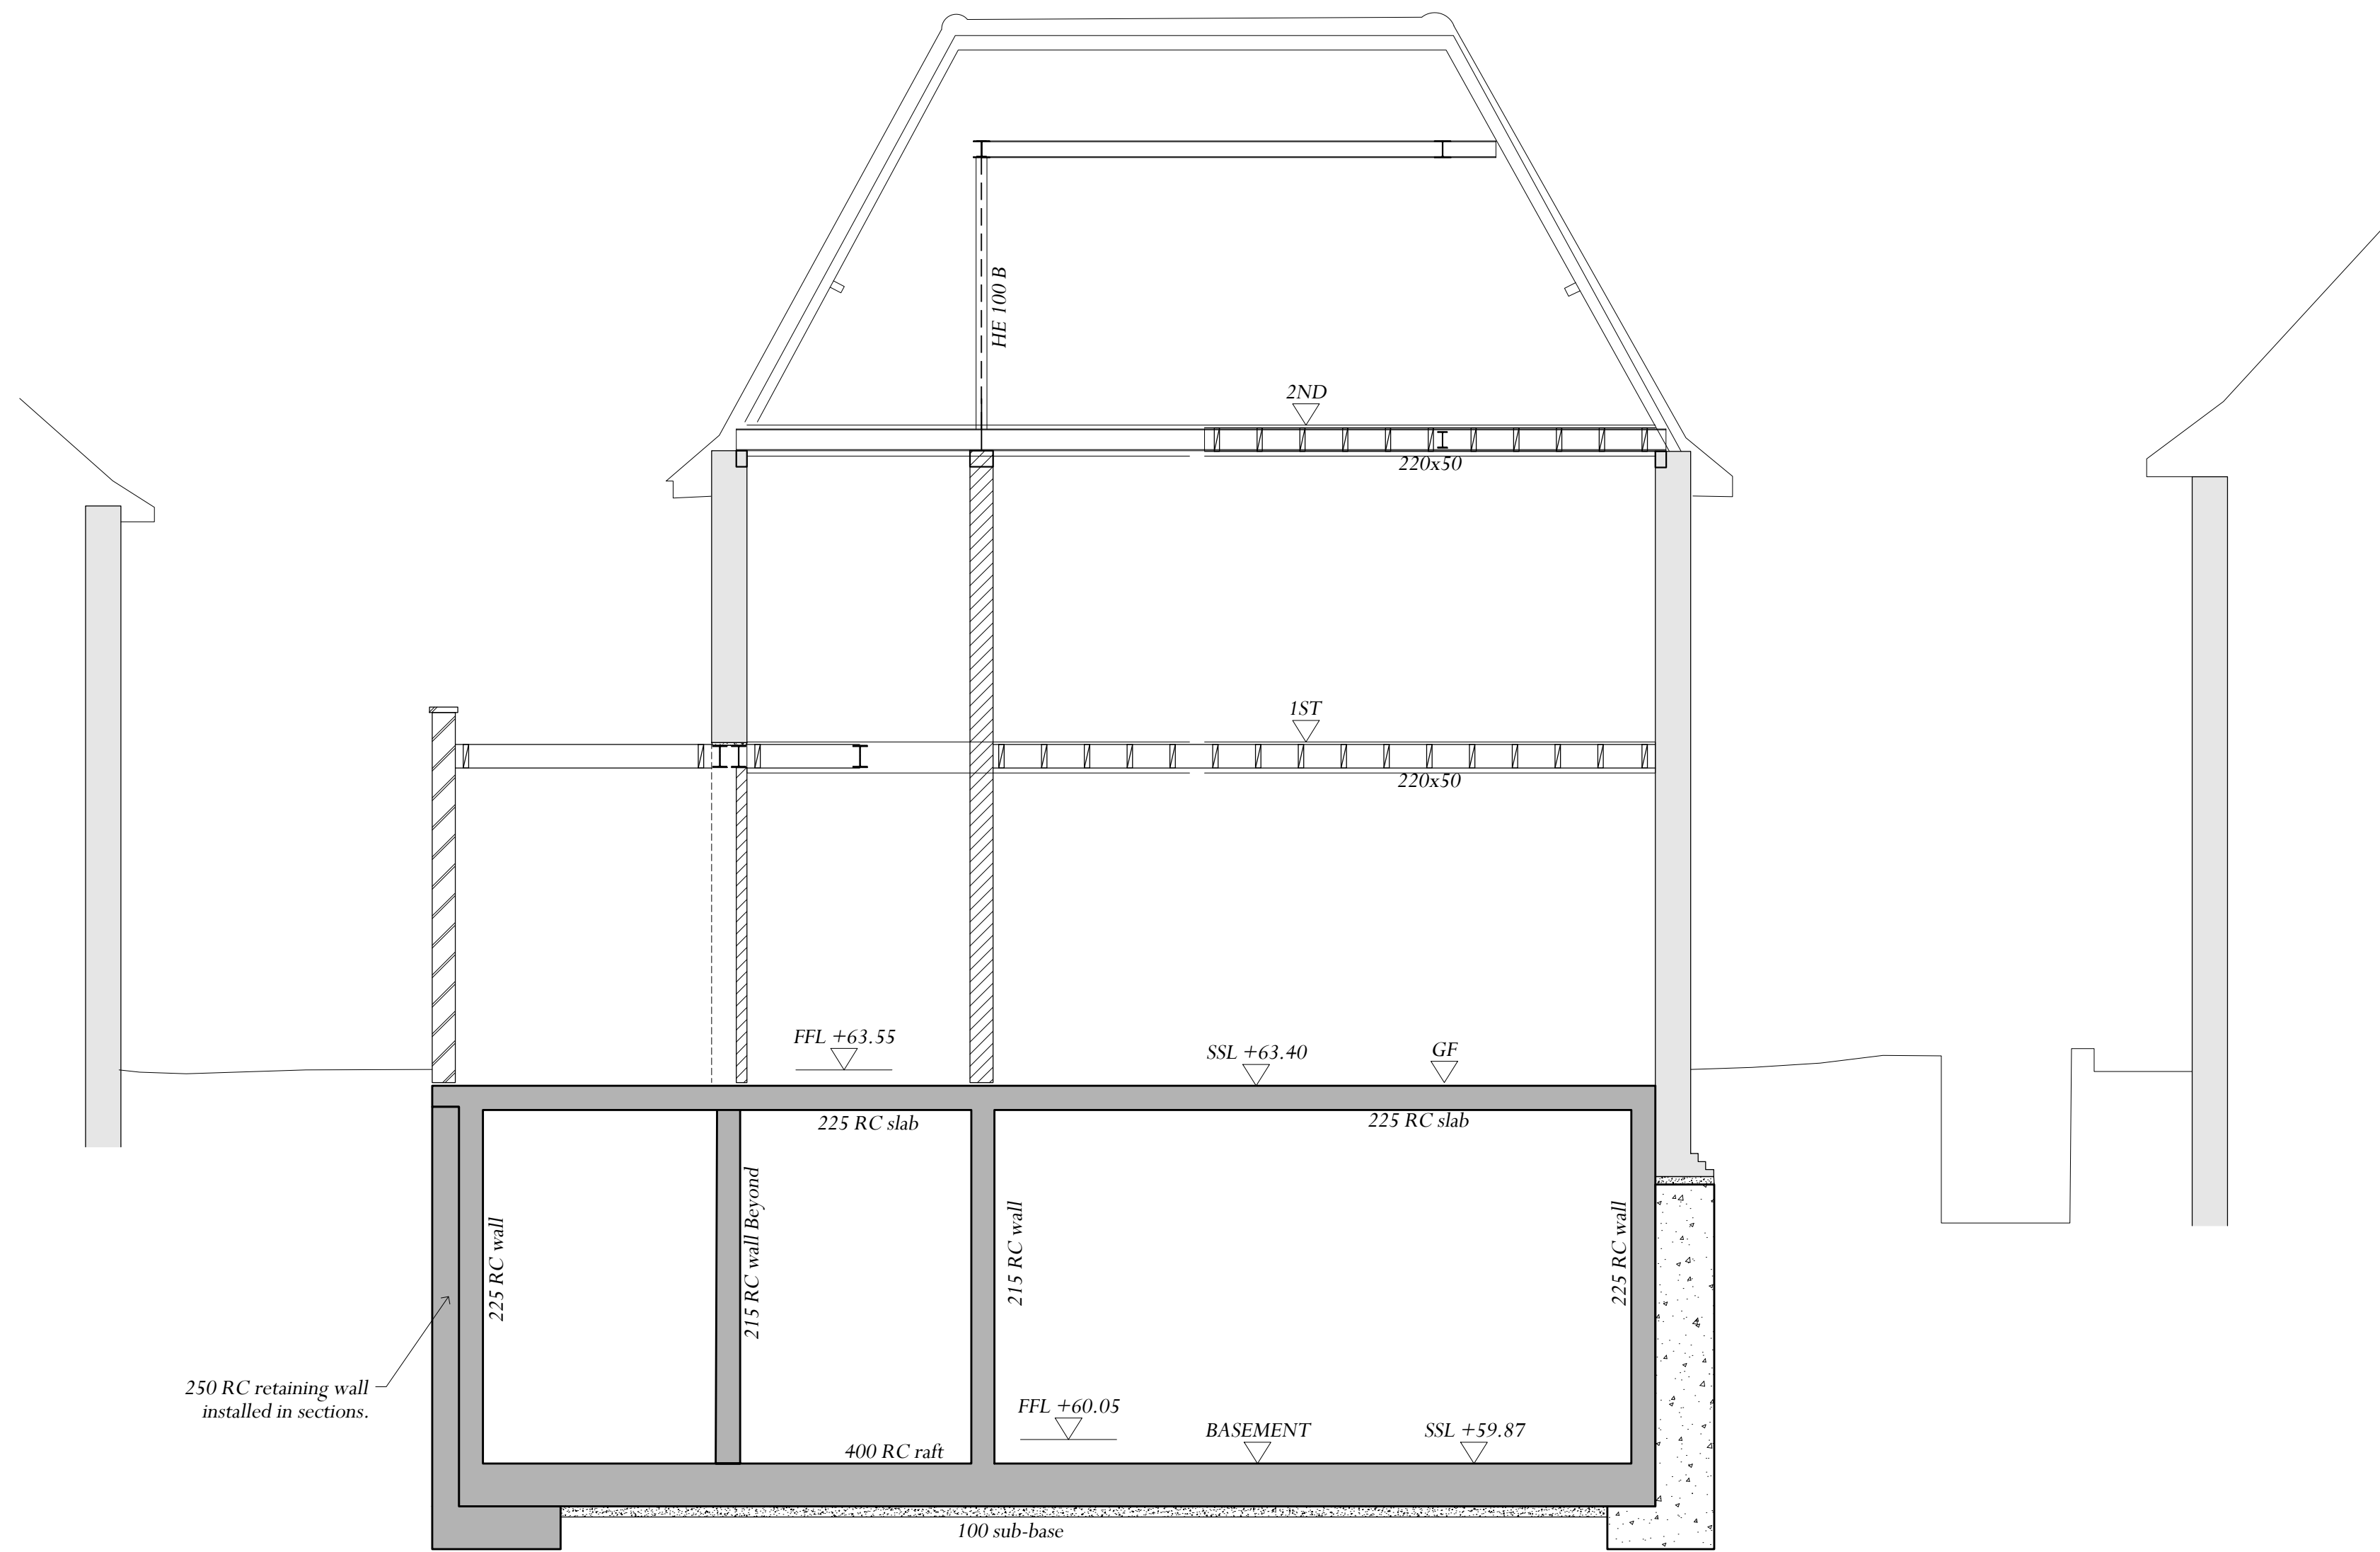 HE 100 B
2ND
220x50
1ST
220x50
FFL +63.55
SSL +63.40
GF
225 RC slab
225 RC slab
225 RC wall
215 RC wall Beyond
215 RC wall
225 RC wall
250 RC retaining wall
installed in sections.
FFL +60.05
BASEMENT
SSL +59.87
400 RC raft
100 sub-base